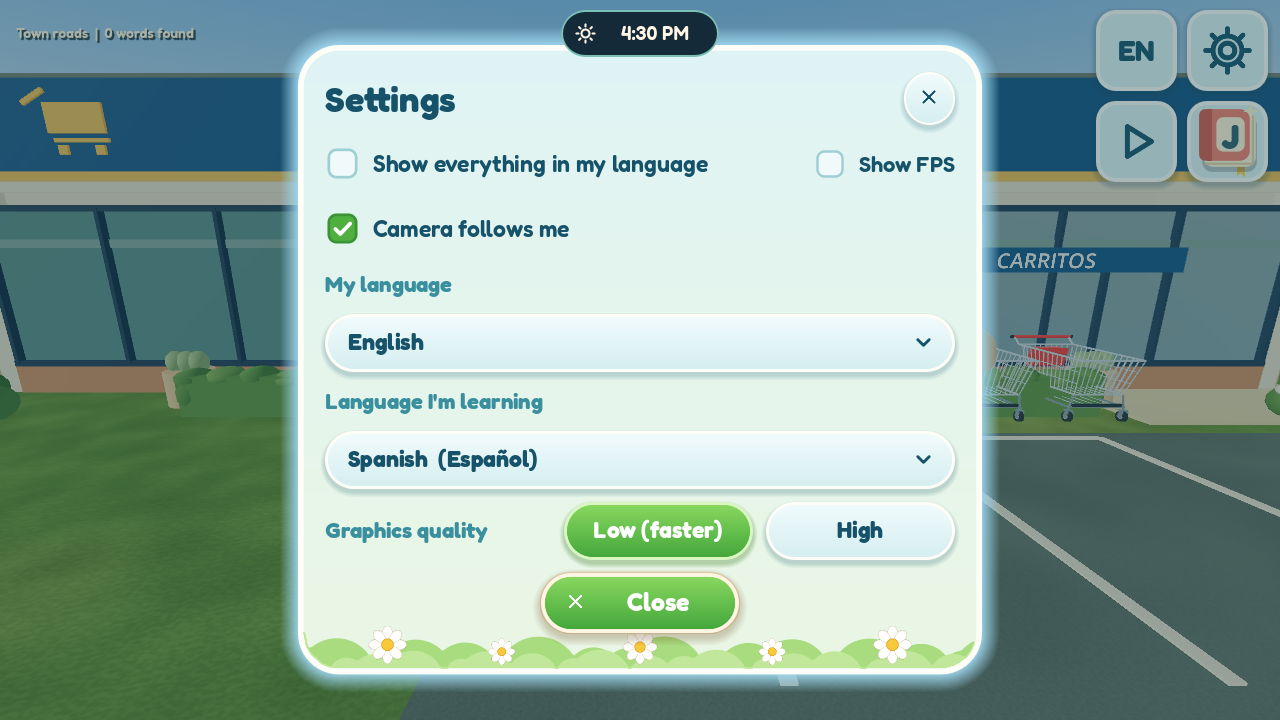 Town roads | 0 words found
4:30 PM
EN
J
Settings
Show everything in my language
Show FPS
Camera follows me
My language
English
Language I'm learning
Spanish (Español)
Graphics quality
Low (faster)
High
Close
CARRITOS